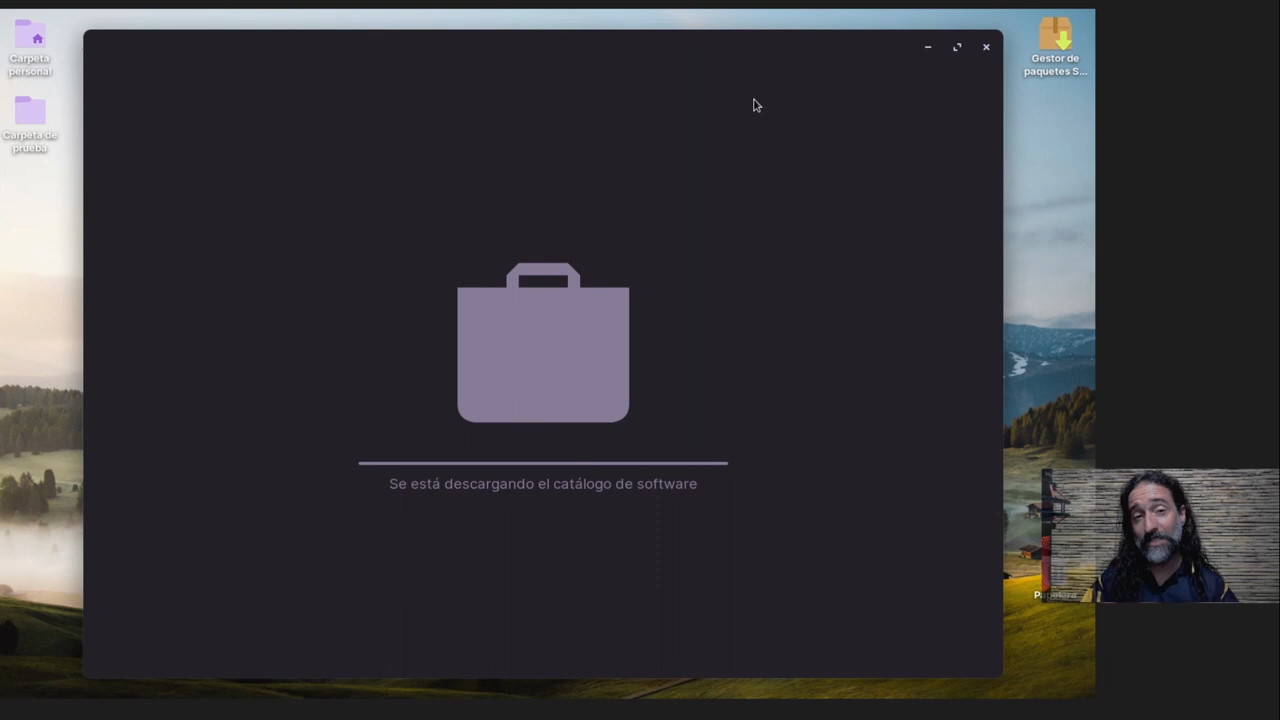 Carpeta
personal
Carpeta de
prueba
Gestor de
paquetes S...
Se está descargando el catálogo de software